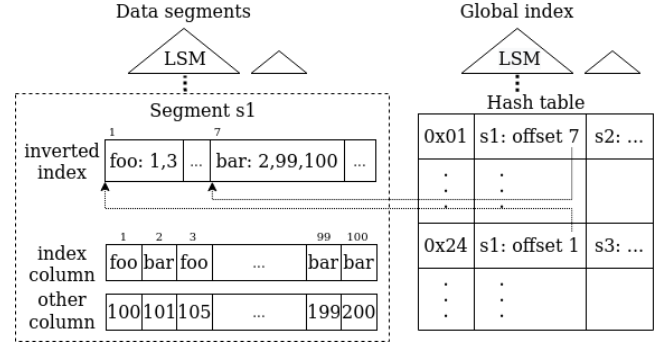 Data segments
Global index
LSM
LSM
Segment s1
Hash table
1 7
inverted index
foo: 1,3 ... bar: 2,99,100 ...
0x01 s1: offset 7 s2: ...
. .
. .
. .
0x24 s1: offset 1 s3: ...
. .
. .
. .
1 2 3 99 100
index column
foo bar foo ... bar bar
other column
100 101 105 ... 199 200